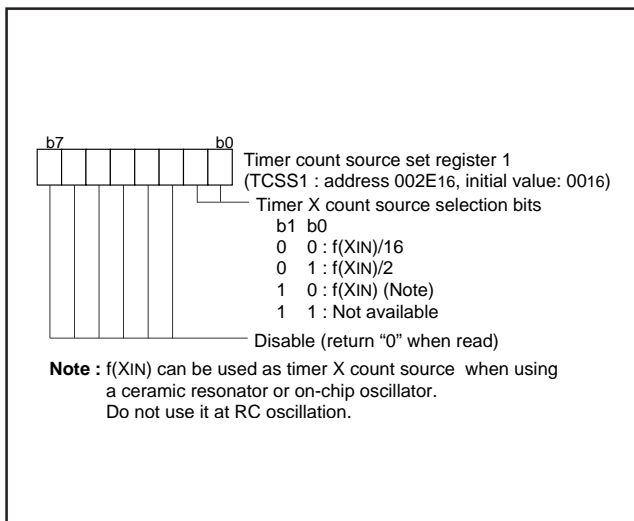 b7 b0
Timer count source set register 1
(TCSS1 : address 002E16, initial value: 0016)
Timer X count source selection bits
b1 b0
0 0 : f(XIN)/16
0 1 : f(XIN)/2
1 0 : f(XIN) (Note)
1 1 : Not available
Disable (return “0” when read)
Note : f(XIN) can be used as timer X count source when using
a ceramic resonator or on-chip oscillator.
Do not use it at RC oscillation.